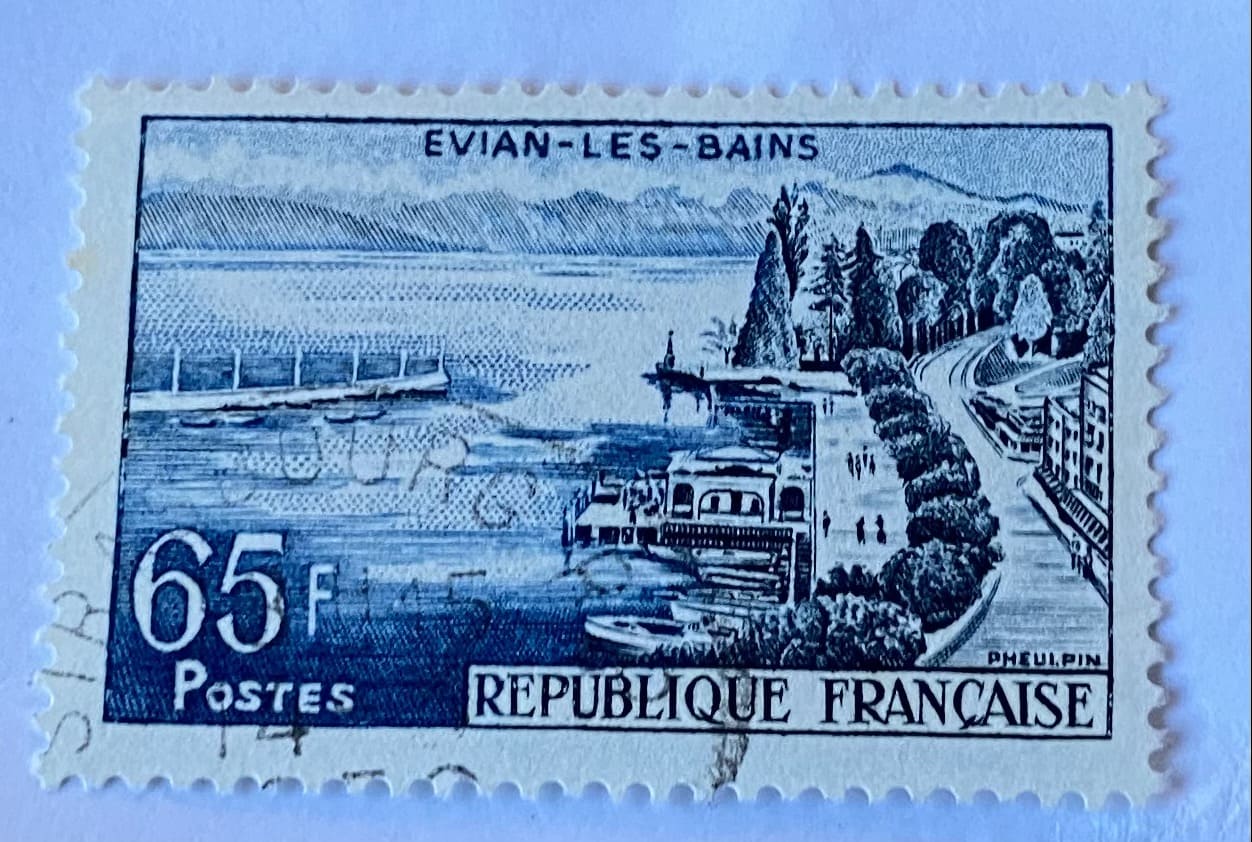 EVIAN-LES-BAINS
65F
POSTES
PHEULPIN
REPUBLIQUE FRANÇAISE